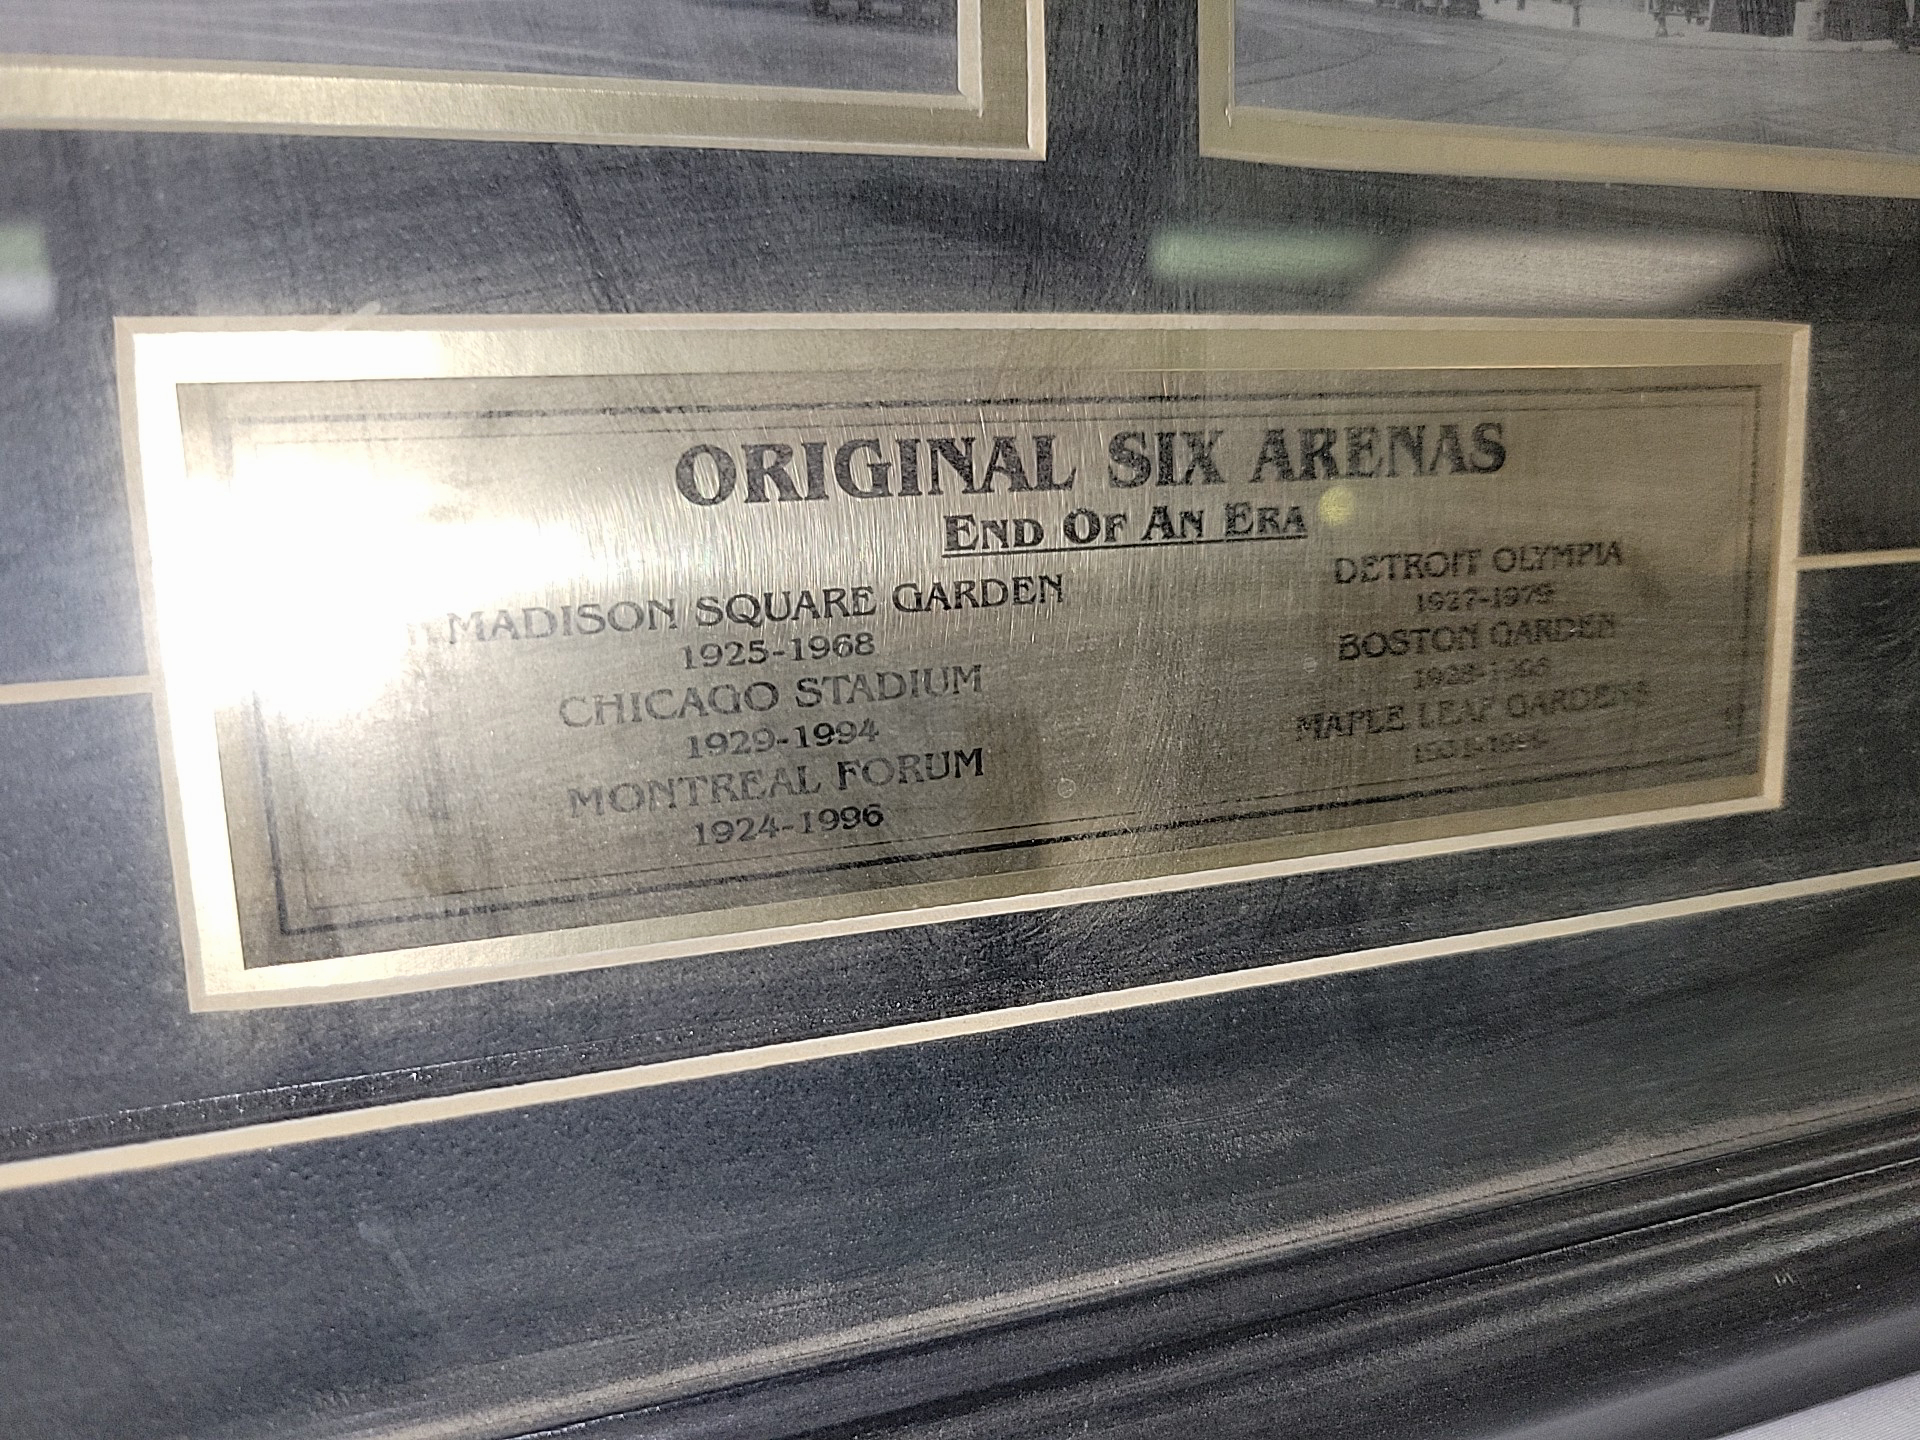 ORIGINAL SIX ARENAS
END OF AN ERA
MADISON SQUARE GARDEN
1925-1968
CHICAGO STADIUM
1929-1994
MONTREAL FORUM
1924-1996
DETROIT OLYMPIA
1927-1979
BOSTON GARDEN
MAPLE LEAF GARDENS